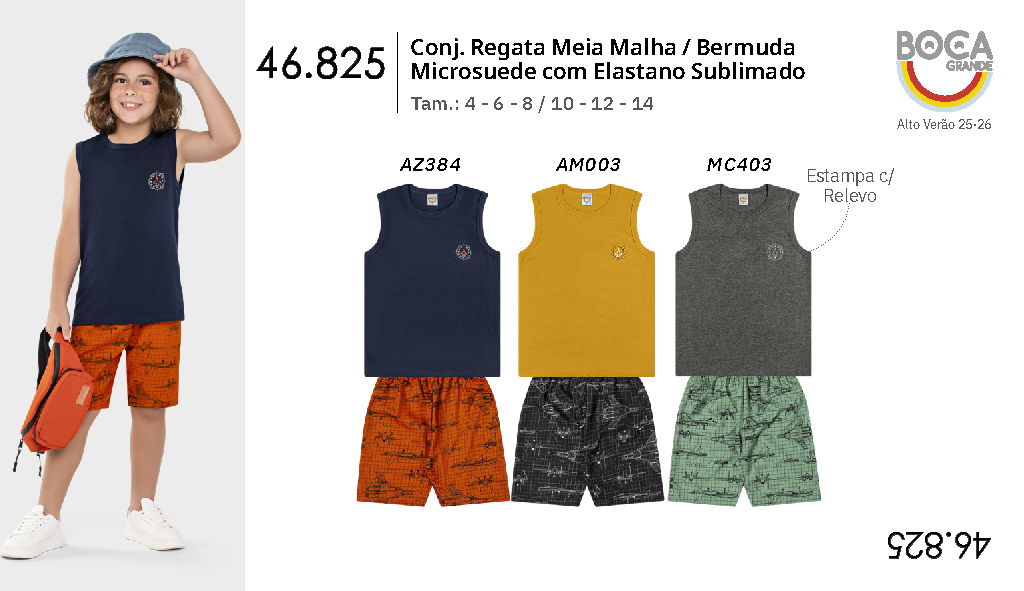 46.825
Conj. Regata Meia Malha / Bermuda
Microsuede com Elastano Sublimado
Tam.: 4 - 6 - 8 / 10 - 12 - 14
BOCA
GRANDE
Alto Verão 25-26
AZ384
AM003
MC403
Estampa c/
Relevo
46.825